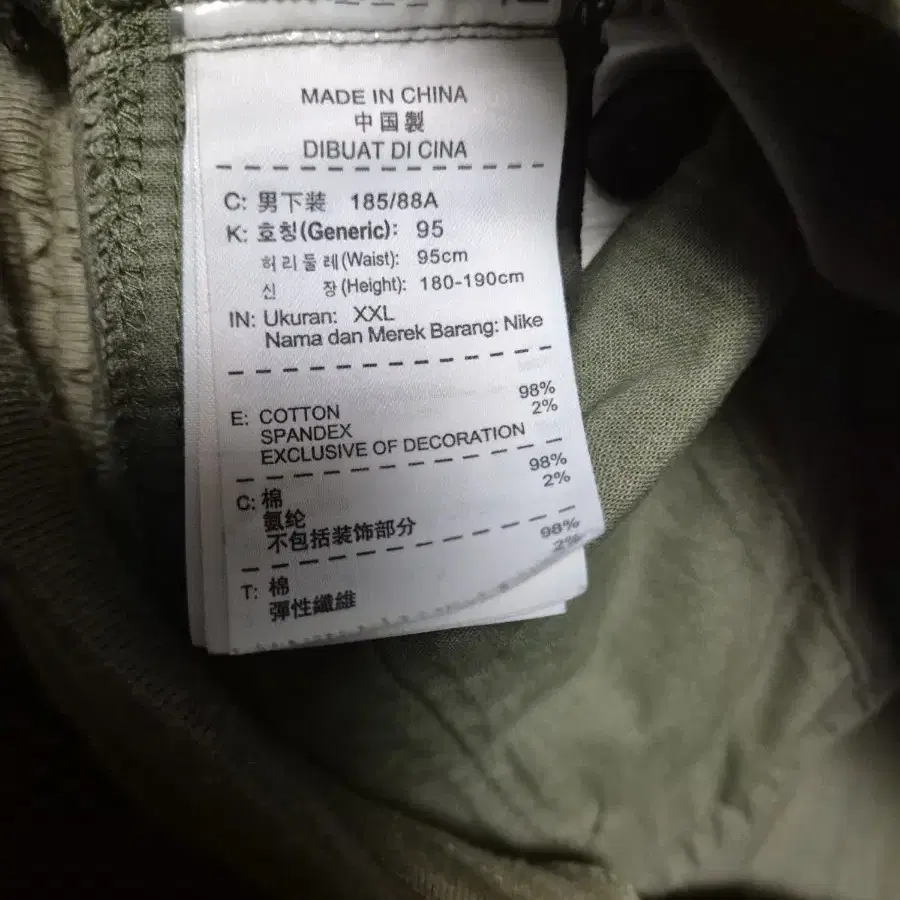 MADE IN CHINA
中国製
DIBUAT DI CINA
C: 男下装 185/88A
K: 호칭(Generic): 95
허리둘레(Waist): 95cm
신 장(Height): 180-190cm
IN: Ukuran: XXL
Nama dan Merek Barang: Nike
E: COTTON 98%
SPANDEX 2%
EXCLUSIVE OF DECORATION
C: 棉 98%
氨纶 2%
不包括装饰部分
T: 棉 98%
彈性纖維 2%